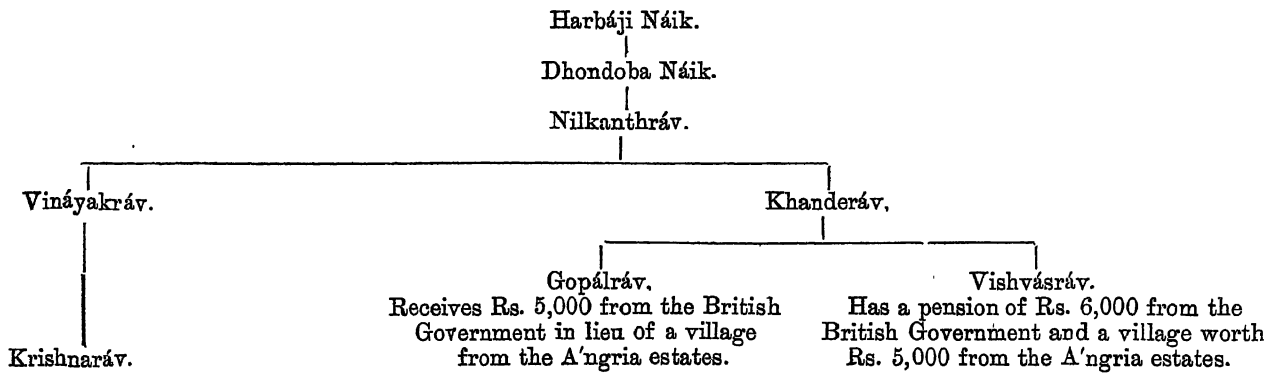 Harbáji Náik.
Dhondoba Náik.
Nilkanthráv.
Vináyakráv.
Khanderáv.
Gopálráv.
Receives Rs. 5,000 from the British
Government in lieu of a village
from the A'ngria estates.
Vishvásráv.
Has a pension of Rs. 6,000 from the
British Government and a village worth
Rs. 5,000 from the A'ngria estates.
Krishnaráv.